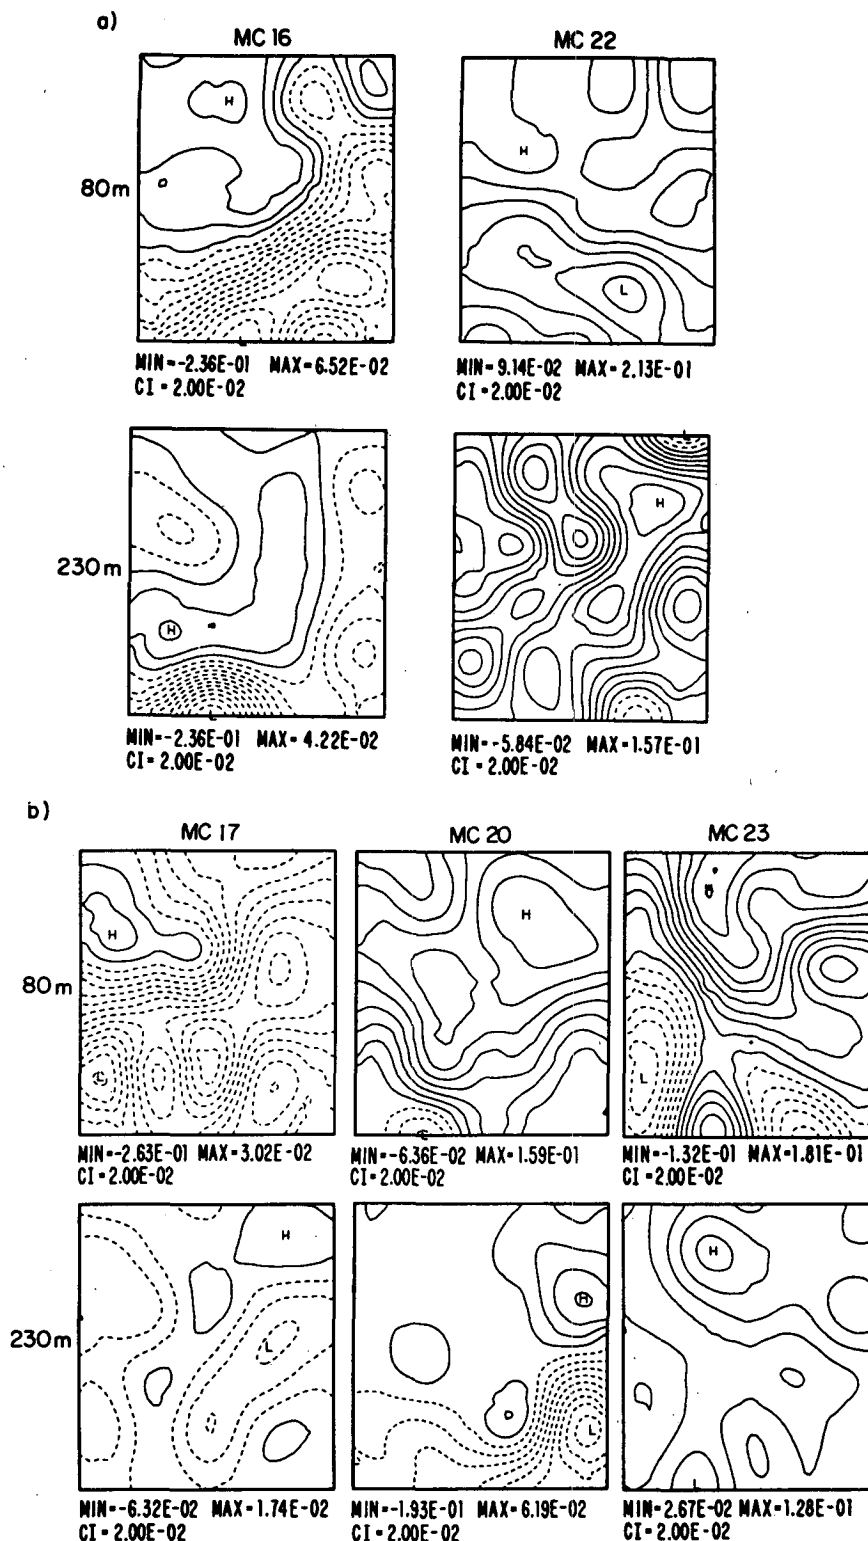 a)
MC 16 MC 22
H H
80m
L
L
MIN=-2.36E-01 MAX=6.52E-02 MIN=9.14E-02 MAX=2.13E-01
CI=2.00E-02 CI=2.00E-02
L
H
230m
H
L
MIN=-2.36E-01 MAX=4.22E-02 MIN=-5.84E-02 MAX=1.57E-01
CI=2.00E-02 CI=2.00E-02
b)
MC 17 MC 20 MC 23
H
H H
80m
L L
L
MIN=-2.63E-01 MAX=3.02E-02 MIN=-6.36E-02 MAX=1.59E-01 MIN=-1.32E-01 MAX=1.81E-01
CI=2.00E-02 CI=2.00E-02 CI=2.00E-02
H H
H
230m L
L
L
MIN=-6.32E-02 MAX=1.74E-02 MIN=-1.93E-01 MAX=6.19E-02 MIN=2.67E-02 MAX=1.28E-01
CI=2.00E-02 CI=2.00E-02 CI=2.00E-02